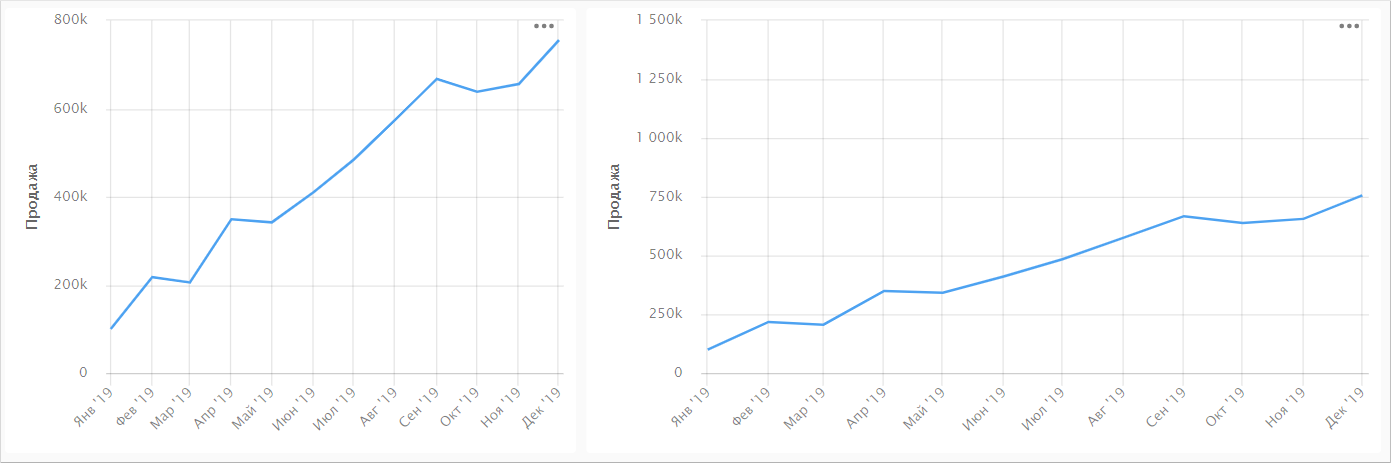 800k
600k
400k
200k
0
Продажа
Янв '19
Фев '19
Мар '19
Апр '19
Май '19
Июн '19
Июл '19
Авг '19
Сен '19
Окт '19
Ноя '19
Дек '19
1 500k
1 250k
1 000k
750k
500k
250k
0
Продажа
Янв '19
Фев '19
Мар '19
Апр '19
Май '19
Июн '19
Июл '19
Авг '19
Сен '19
Окт '19
Ноя '19
Дек '19